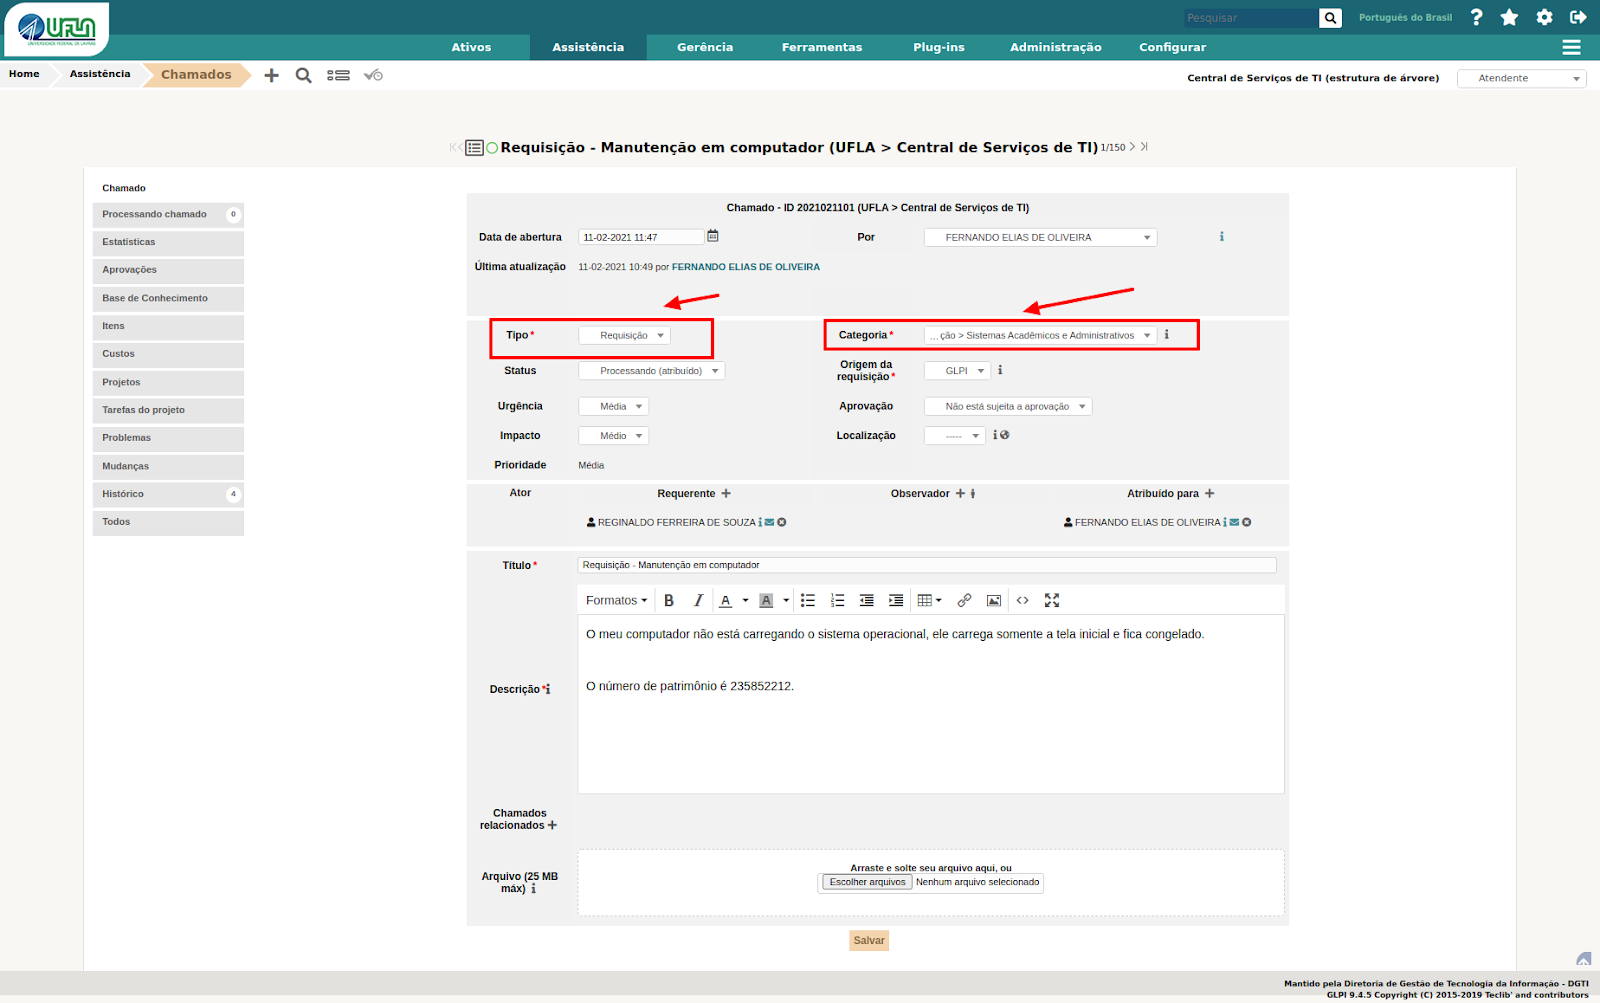 UFLA
UNIVERSIDADE FEDERAL DE LAVRAS
Pesquisar
Português do Brasil
Ativos Assistência Gerência Ferramentas Plug-ins Administração Configurar
Home Assistência Chamados
Central de Serviços de TI (estrutura de árvore) Atendente
Requisição - Manutenção em computador (UFLA > Central de Serviços de TI) 1/150
Chamado
Processando chamado 0
Estatísticas
Aprovações
Base de Conhecimento
Itens
Custos
Projetos
Tarefas do projeto
Problemas
Mudanças
Histórico 4
Todos
Chamado - ID 2021021101 (UFLA > Central de Serviços de TI)
Data de abertura 11-02-2021 11:47 Por FERNANDO ELIAS DE OLIVEIRA
Última atualização 11-02-2021 10:49 por FERNANDO ELIAS DE OLIVEIRA
Tipo* Requisição Categoria* ...ção > Sistemas Acadêmicos e Administrativos
Status Processando (atribuído) Origem da requisição* GLPI
Urgência Média Aprovação Não está sujeita a aprovação
Impacto Médio Localização -----
Prioridade Média
Ator Requerente Observador Atribuído para
REGINALDO FERREIRA DE SOUZA FERNANDO ELIAS DE OLIVEIRA
Título* Requisição - Manutenção em computador
Formatos B I A A
Descrição*
O meu computador não está carregando o sistema operacional, ele carrega somente a tela inicial e fica congelado.
O número de patrimônio é 235852212.
Chamados
relacionados
Arquivo (25 MB
máx)
Arraste e solte seu arquivo aqui, ou
Escolher arquivos Nenhum arquivo selecionado
Salvar
Mantido pela Diretoria de Gestão de Tecnologia da Informação - DGTI
GLPI 9.4.5 Copyright (C) 2015-2019 Teclib' and contributors